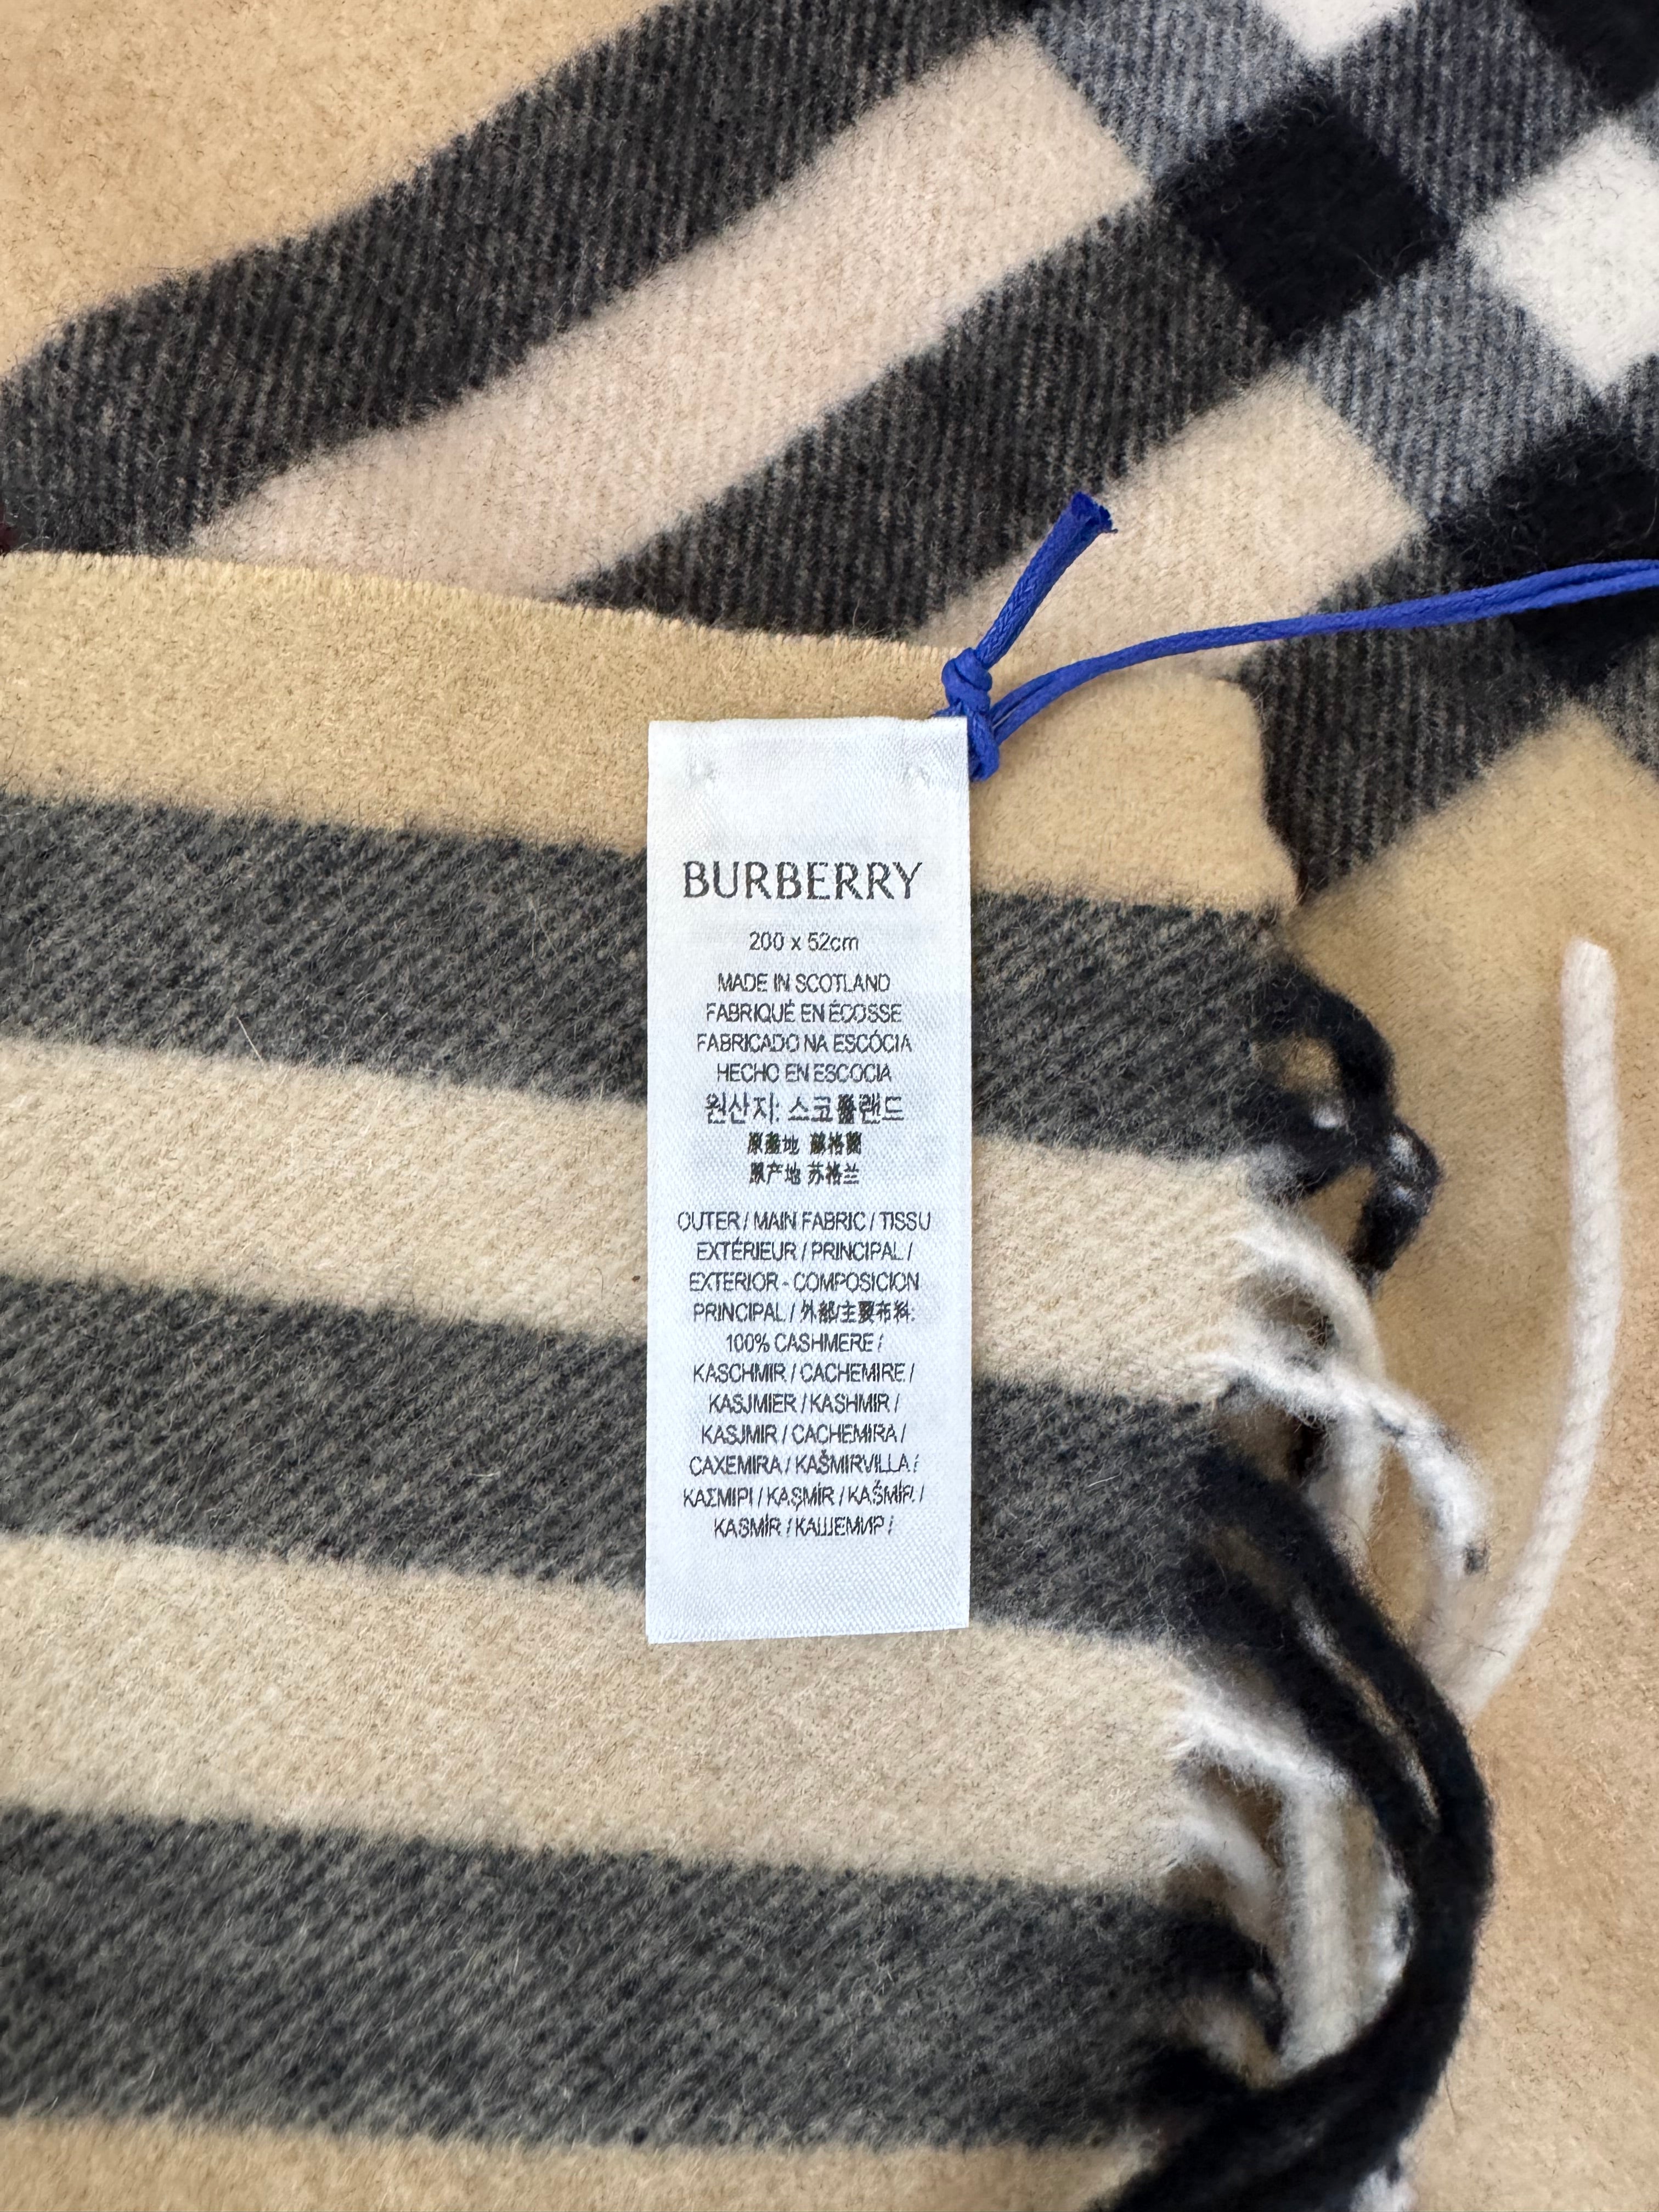 BURBERRY
200 x 52cm
MADE IN SCOTLAND
FABRIQUÉ EN ÉCOSSE
FABRICADO NA ESCÓCIA
HECHO EN ESCOCIA
원산지: 스코틀랜드
原產地 蘇格蘭
原产地 苏格兰
OUTER / MAIN FABRIC / TISSU
EXTÉRIEUR / PRINCIPAL /
EXTERIOR - COMPOSICION
PRINCIPAL / 外部/主要布料:
100% CASHMERE /
KASCHMIR / CACHEMIRE /
KASJMIER / KASHMIR /
KASJMIR / CACHEMIRA /
CAXEMIRA / KAŠMIRVILLA /
ΚΑΣΜΙΡΙ / KAŞMİR / KAŠMÍR /
KASMÍR / КАШЕМИР /